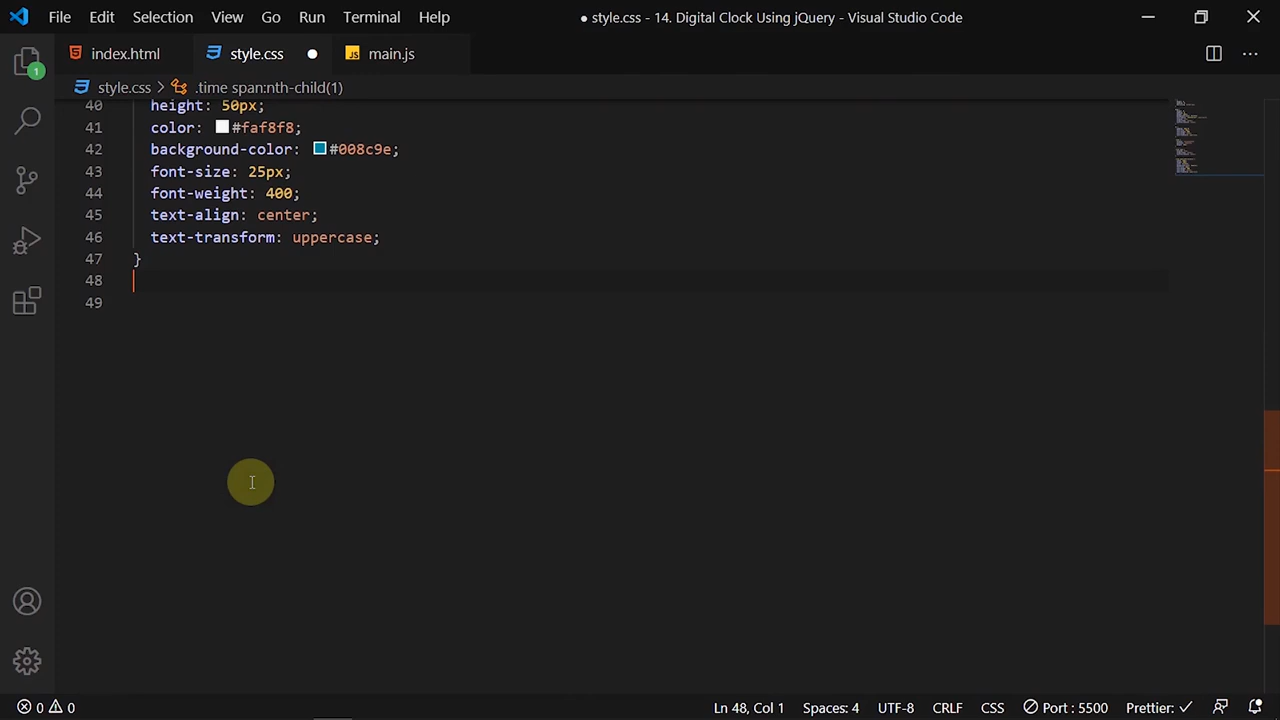 File Edit Selection View Go Run Terminal Help ● style.css - 14. Digital Clock Using jQuery - Visual Studio Code
index.html style.css ● JS main.js
1
style.css > .time span:nth-child(1)
40 height: 50px;
41 color: #faf8f8;
42 background-color: #008c9e;
43 font-size: 25px;
44 font-weight: 400;
45 text-align: center;
46 text-transform: uppercase;
47 }
48
49
0 0 Ln 48, Col 1 Spaces: 4 UTF-8 CRLF CSS Port : 5500 Prettier: ✓